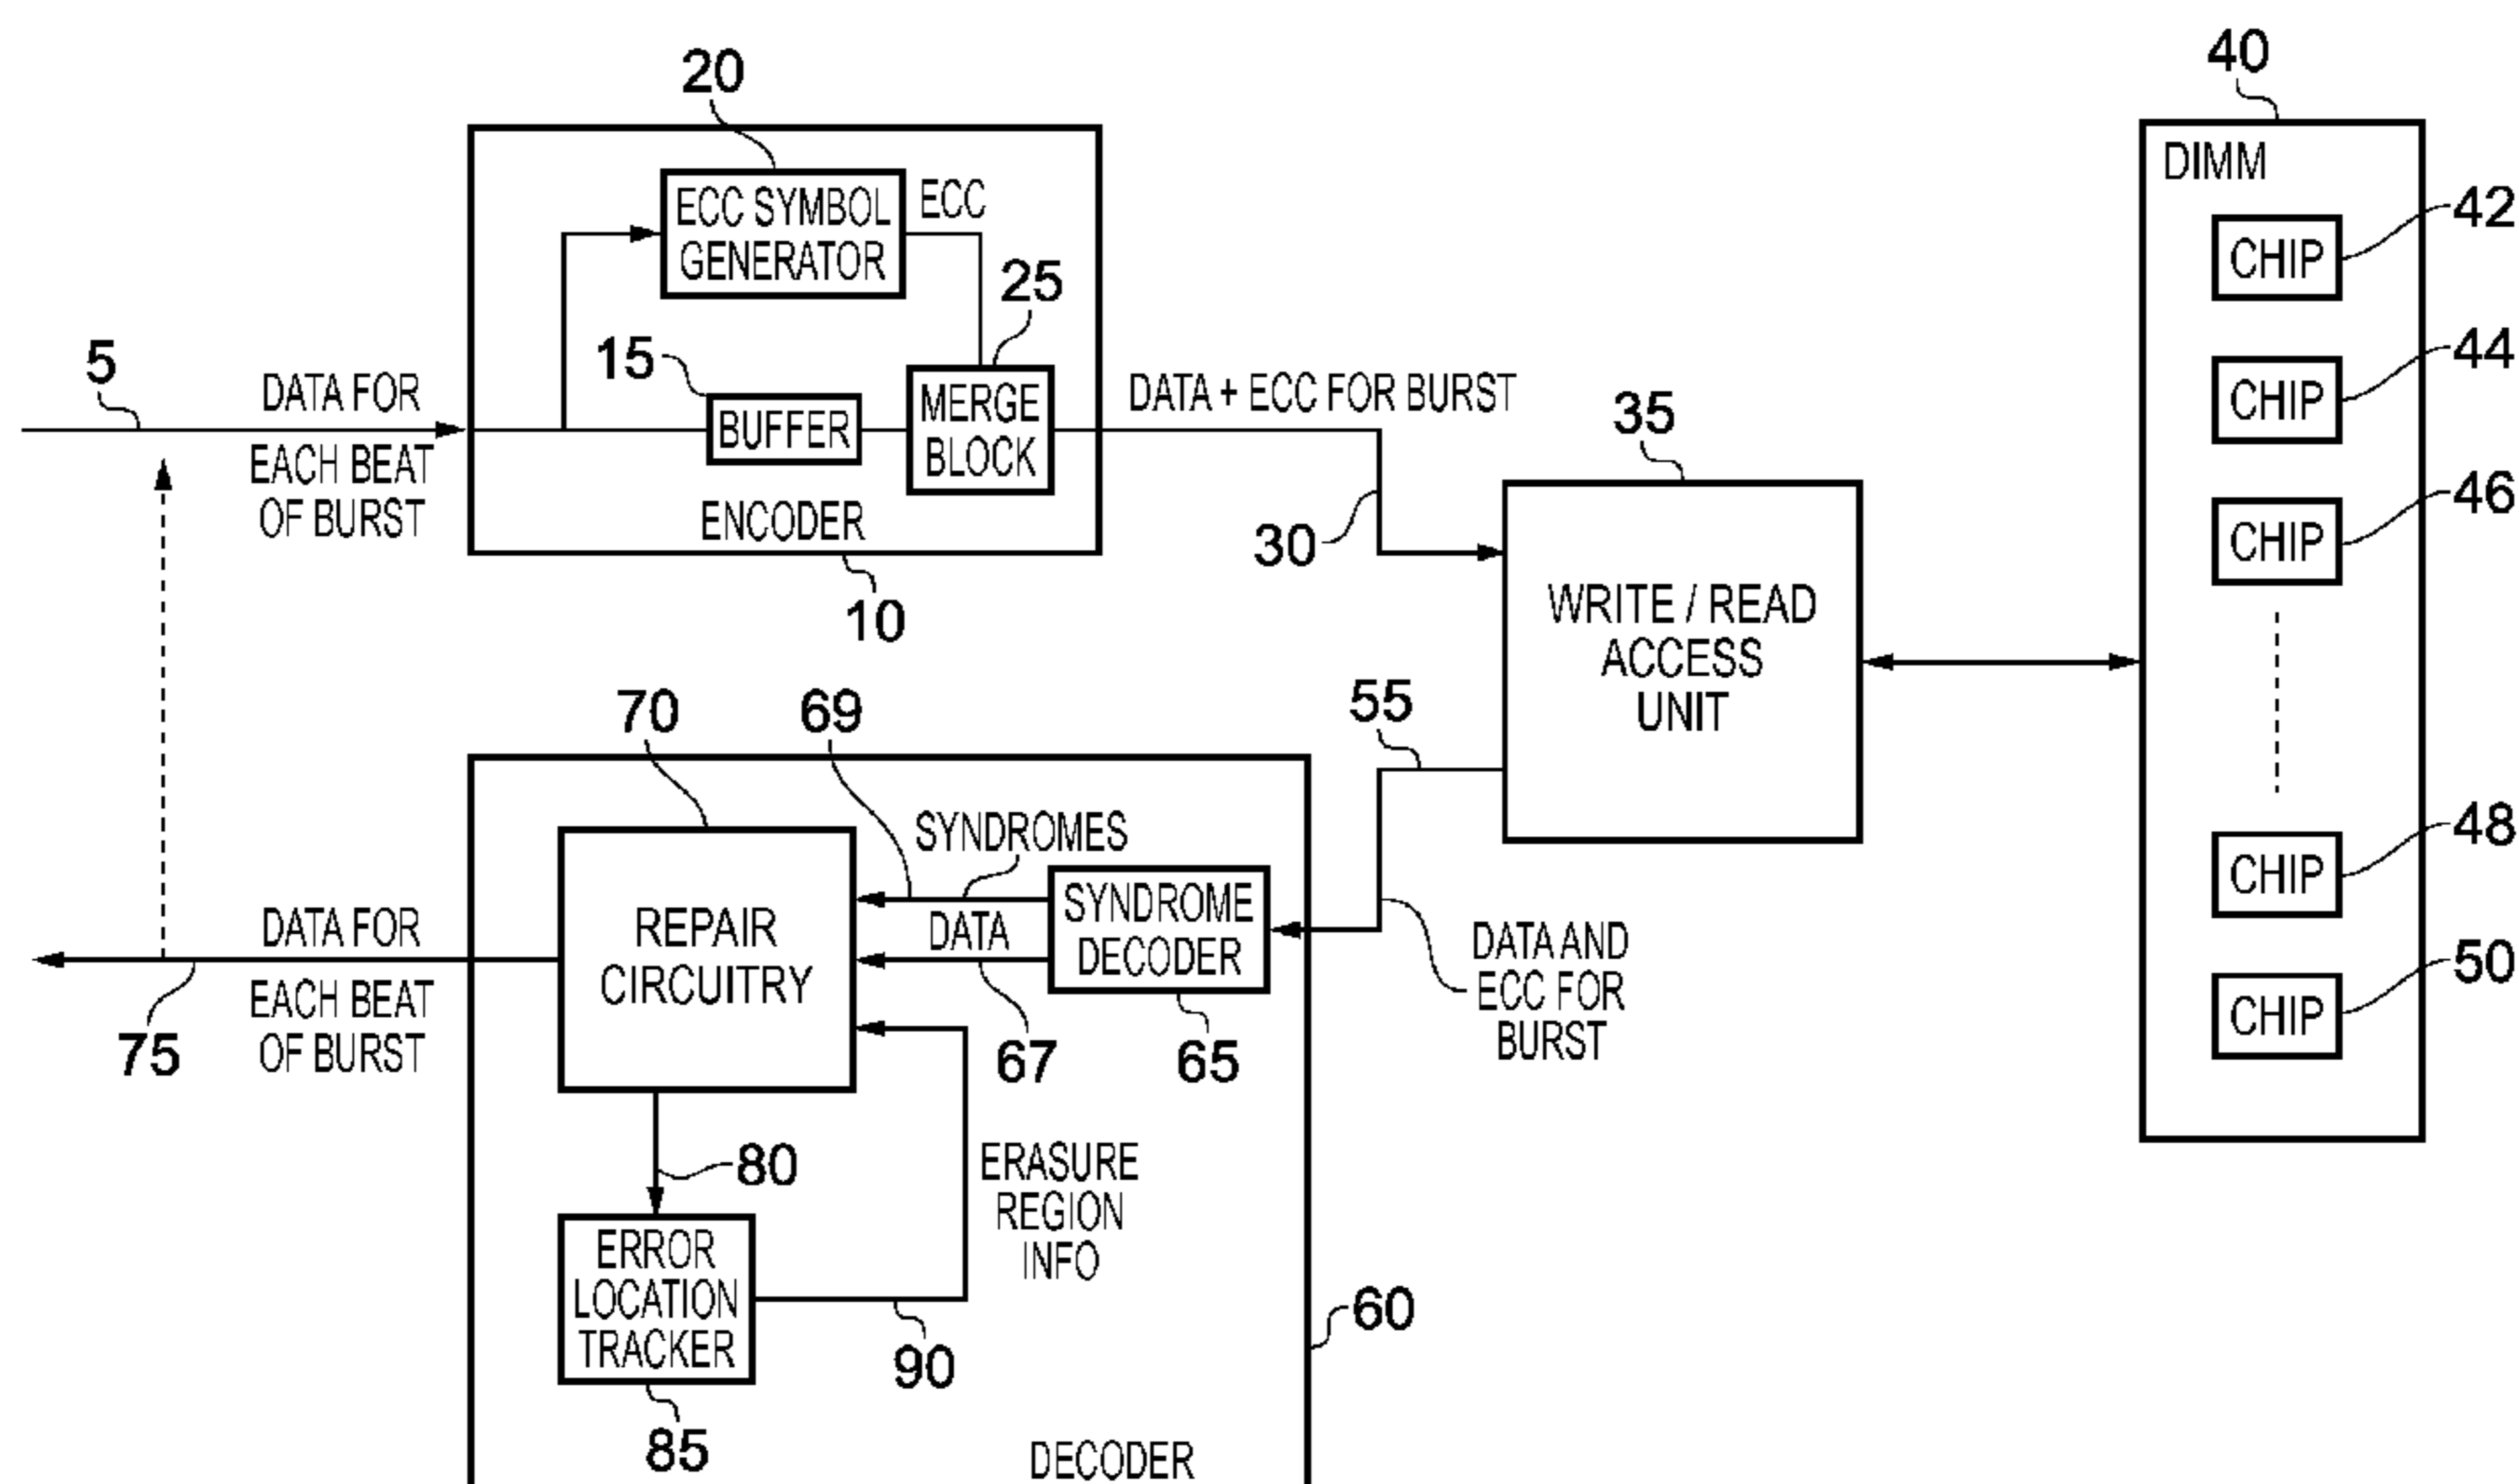 20
40
DIMM
ECC SYMBOL
GENERATOR
ECC
42
CHIP
25
5
DATA FOR
EACH BEAT
OF BURST
15
BUFFER
MERGE
BLOCK
DATA + ECC FOR BURST
35
44
CHIP
ENCODER
10
30
46
CHIP
WRITE / READ
ACCESS
UNIT
70
69
55
SYNDROMES
48
CHIP
DATA FOR
EACH BEAT
OF BURST
75
REPAIR
CIRCUITRY
DATA
67
SYNDROME
DECODER
65
DATA AND
ECC FOR
BURST
50
CHIP
80
ERASURE
REGION
INFO
ERROR
LOCATION
TRACKER
90
60
85
DECODER